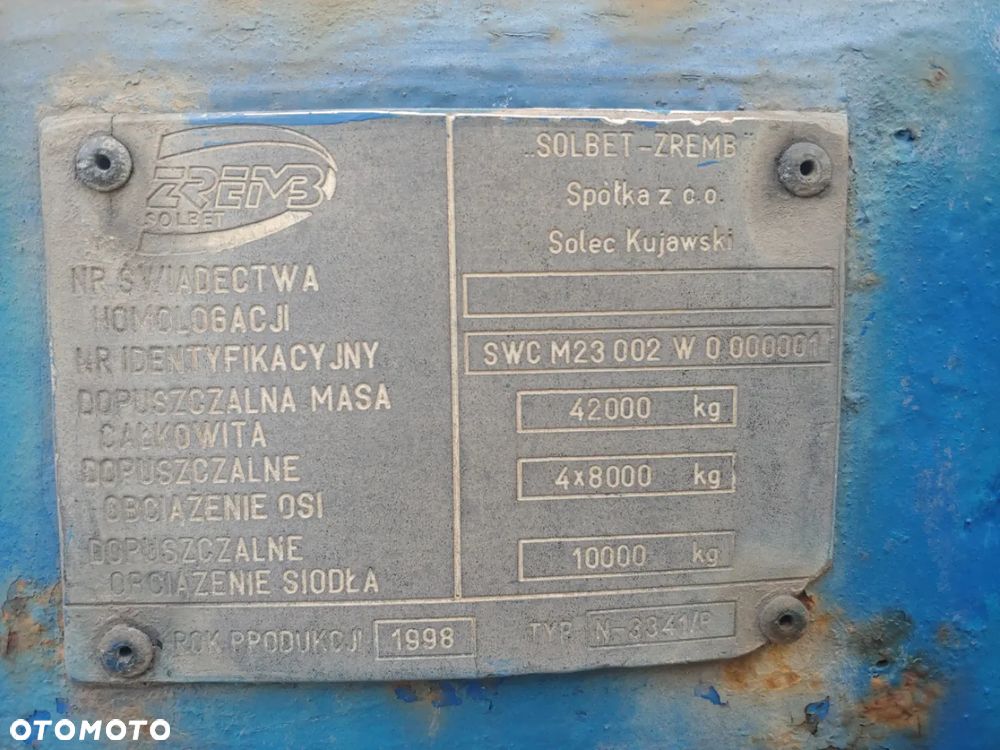 ZREMB
SOLBET
„SOLBET-ZREMB"
Spółka z o.o.
Solec Kujawski
NR ŚWIADECTWA
HOMOLOGACJI
NR IDENTYFIKACYJNY
SWC M23 002 W 0 000001
DOPUSZCZALNA MASA
CAŁKOWITA
42000 kg
DOPUSZCZALNE
OBCIĄŻENIE OSI
4x8000 kg
DOPUSZCZALNE
OBCIĄŻENIE SIODŁA
10000 kg
ROK PRODUKCJI 1998
TYP N-3341/P
OTOMOTO